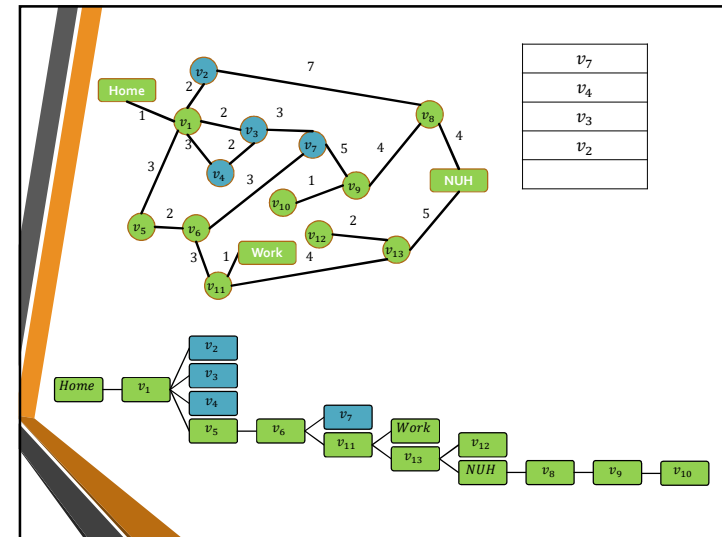 Home
1
v₂
2
7
v₁
2
3
v₃
3
2
v₄
v₇
5
4
v₈
4
3
3
1
v₉
v₁₀
NUH
v₅
2
v₆
2
v₁₂
5
v₁₃
3
1
Work
4
v₁₁
v₇
v₄
v₃
v₂
Home
v₁
v₂
v₃
v₄
v₅
v₆
v₇
v₁₁
Work
v₁₃
v₁₂
NUH
v₈
v₉
v₁₀